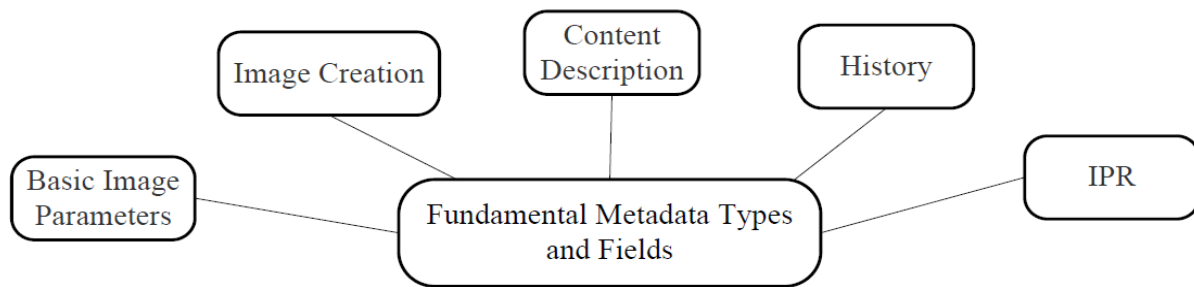 Content
Description
Image Creation
History
Basic Image
Parameters
IPR
Fundamental Metadata Types
and Fields